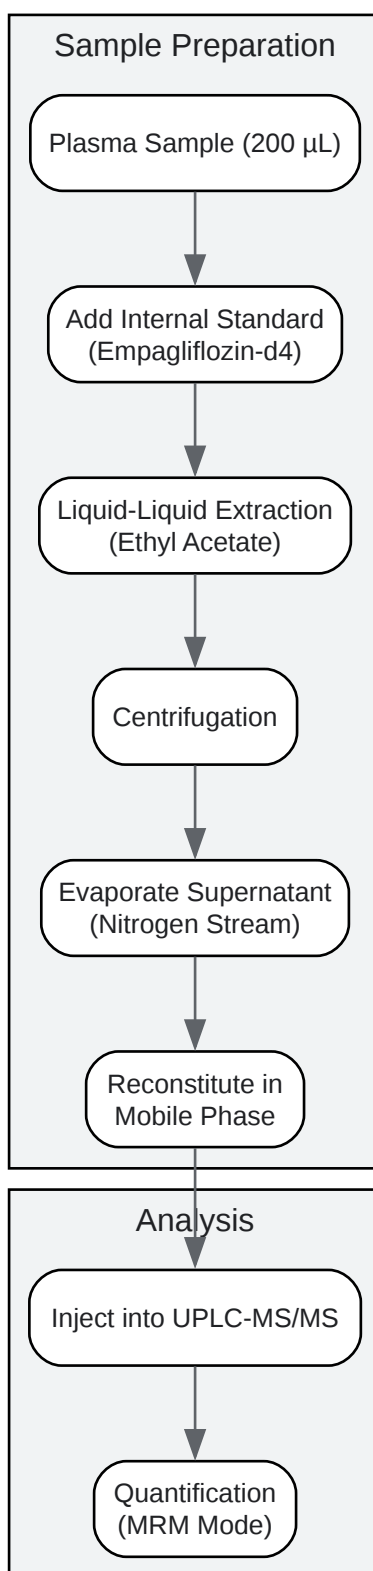 Sample Preparation
Plasma Sample (200 µL)
Add Internal Standard
(Empagliflozin-d4)
Liquid-Liquid Extraction
(Ethyl Acetate)
Centrifugation
Evaporate Supernatant
(Nitrogen Stream)
Reconstitute in
Mobile Phase
Analysis
Inject into UPLC-MS/MS
Quantification
(MRM Mode)